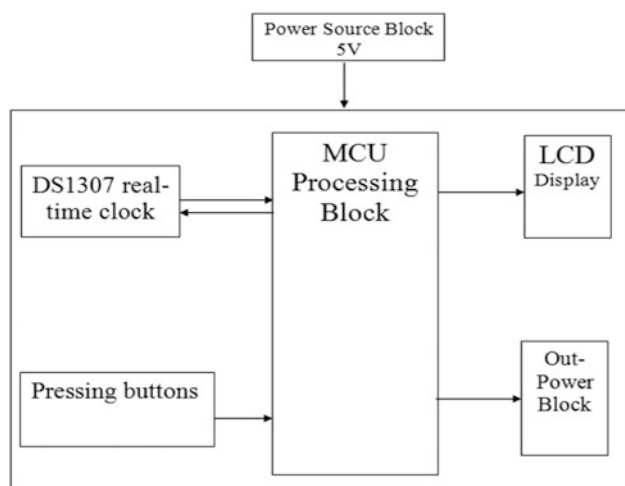 Power Source Block
5V
DS1307 real-
time clock
MCU
Processing
Block
LCD
Display
Pressing buttons
Out-
Power
Block